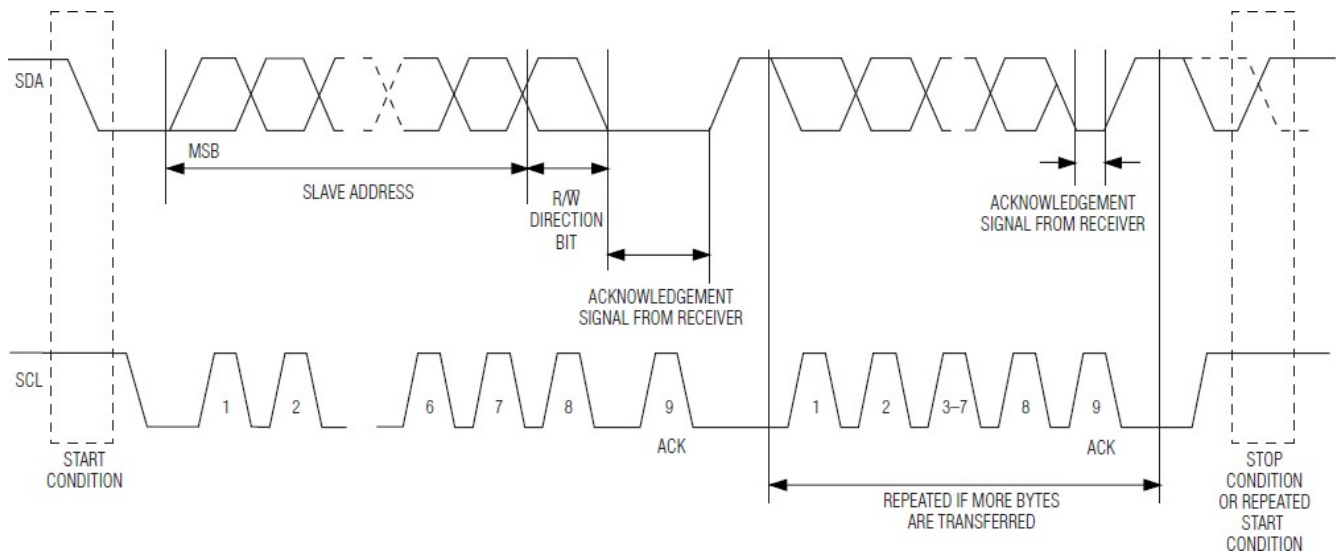 SDA
MSB
SLAVE ADDRESS
R/W̅
DIRECTION
BIT
ACKNOWLEDGEMENT
SIGNAL FROM RECEIVER
ACKNOWLEDGEMENT
SIGNAL FROM RECEIVER
SCL
1
2
6
7
8
9
ACK
1
2
3–7
8
9
ACK
START
CONDITION
REPEATED IF MORE BYTES
ARE TRANSFERRED
STOP
CONDITION
OR REPEATED
START
CONDITION